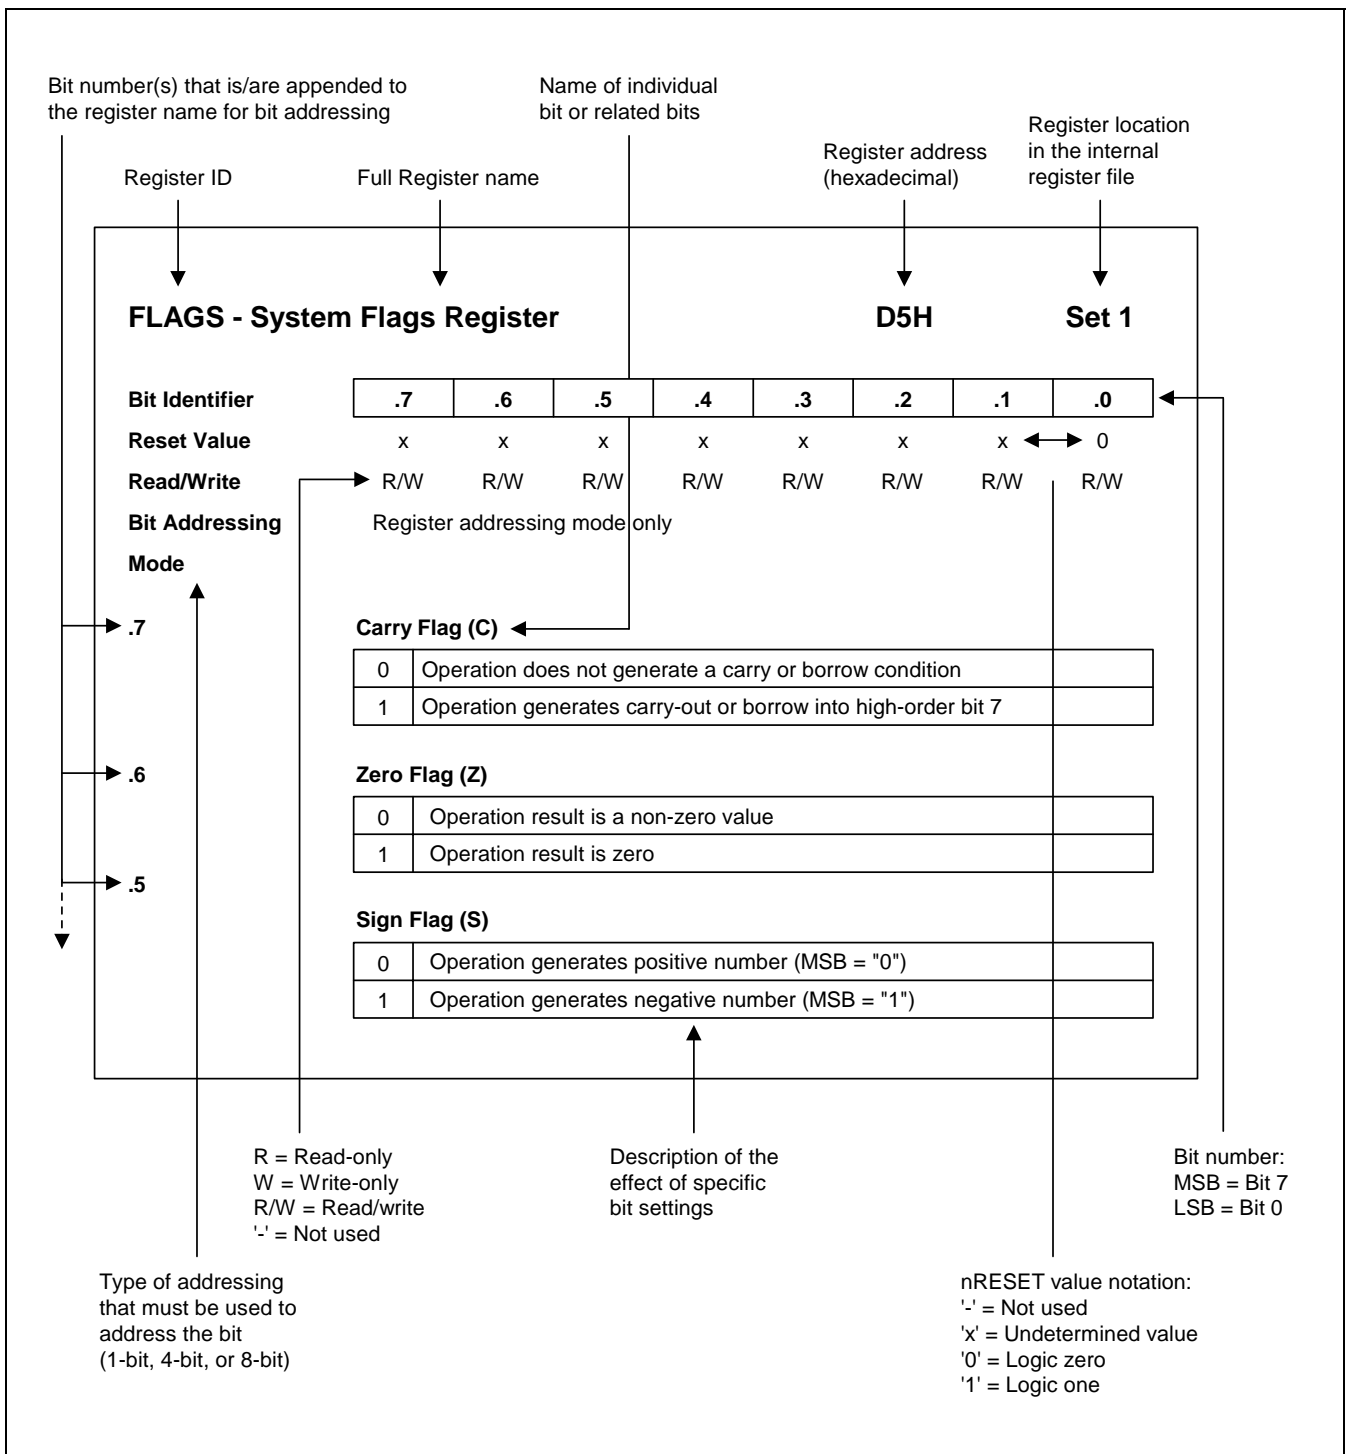 Bit number(s) that is/are appended to
the register name for bit addressing
Name of individual
bit or related bits
Register ID
Full Register name
Register address
(hexadecimal)
Register location
in the internal
register file
FLAGS - System Flags Register D5H Set 1
Bit Identifier .7 .6 .5 .4 .3 .2 .1 .0
Reset Value x x x x x x x 0
Read/Write R/W R/W R/W R/W R/W R/W R/W R/W
Bit Addressing Register addressing mode only
Mode
.7 Carry Flag (C)
0 Operation does not generate a carry or borrow condition
1 Operation generates carry-out or borrow into high-order bit 7
.6 Zero Flag (Z)
0 Operation result is a non-zero value
1 Operation result is zero
.5
Sign Flag (S)
0 Operation generates positive number (MSB = "0")
1 Operation generates negative number (MSB = "1")
R = Read-only
W = Write-only
R/W = Read/write
'-' = Not used
Description of the
effect of specific
bit settings
Bit number:
MSB = Bit 7
LSB = Bit 0
Type of addressing
that must be used to
address the bit
(1-bit, 4-bit, or 8-bit)
nRESET value notation:
'-' = Not used
'x' = Undetermined value
'0' = Logic zero
'1' = Logic one